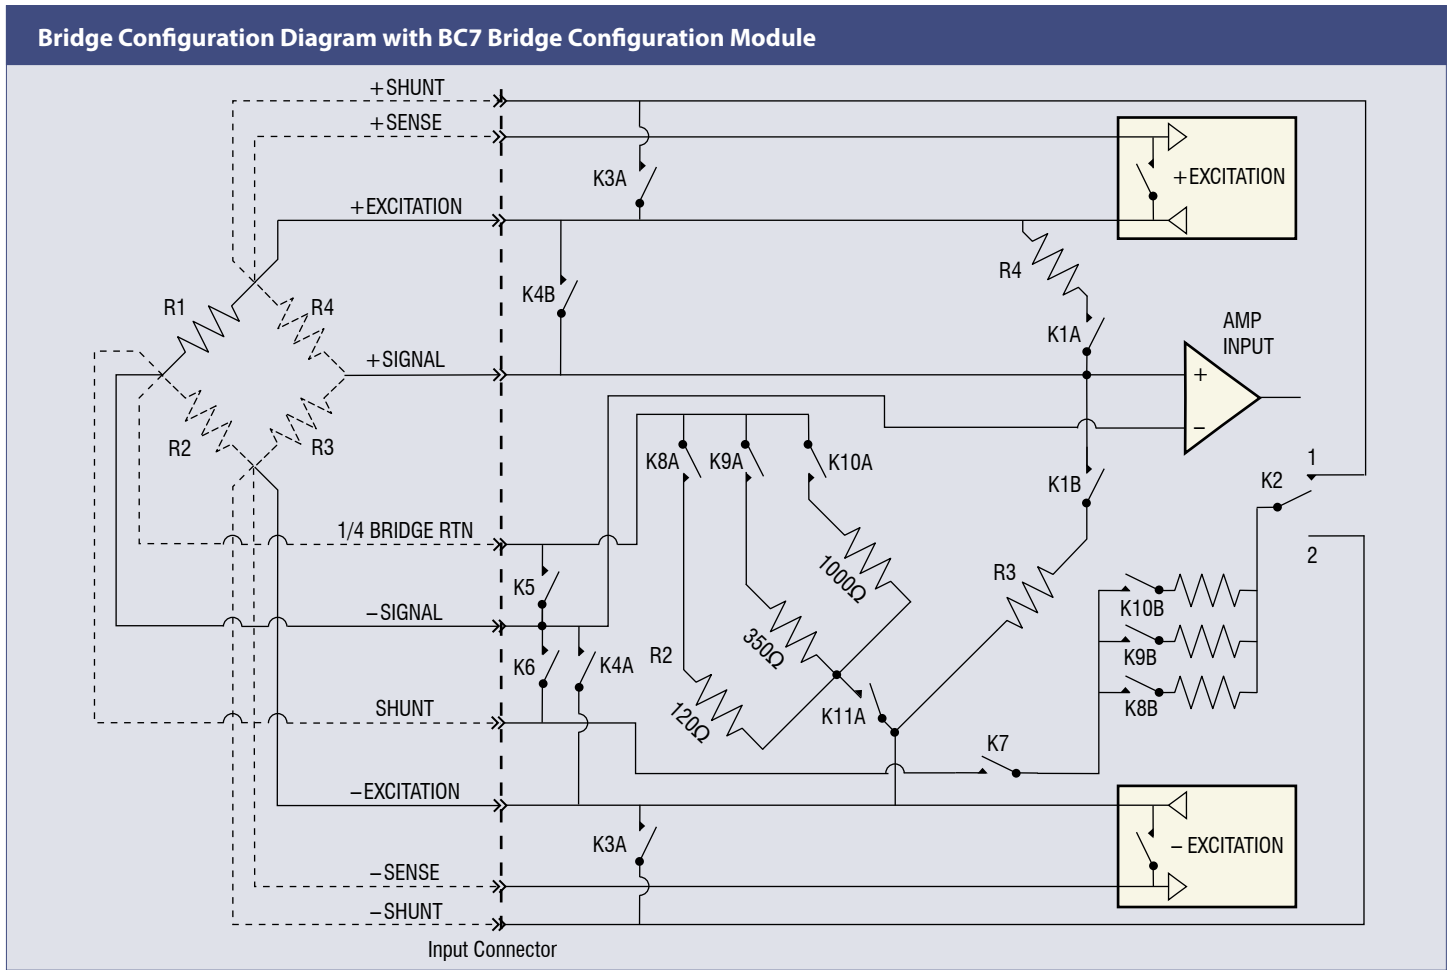 Bridge Configuration Diagram with BC7 Bridge Configuration Module
+SHUNT
+SENSE
K3A
+EXCITATION
+EXCITATION
R4
K4B
R1
R4
K1A
AMP
INPUT
+SIGNAL
+
−
R2
R3
K8A
K9A
K10A
K1B
K2
1
2
1/4 BRIDGE RTN
K5
1000Ω
R3
K10B
−SIGNAL
K6
K4A
R2
350Ω
K9B
SHUNT
120Ω
K11A
K8B
K7
−EXCITATION
K3A
− EXCITATION
−SENSE
−SHUNT
Input Connector